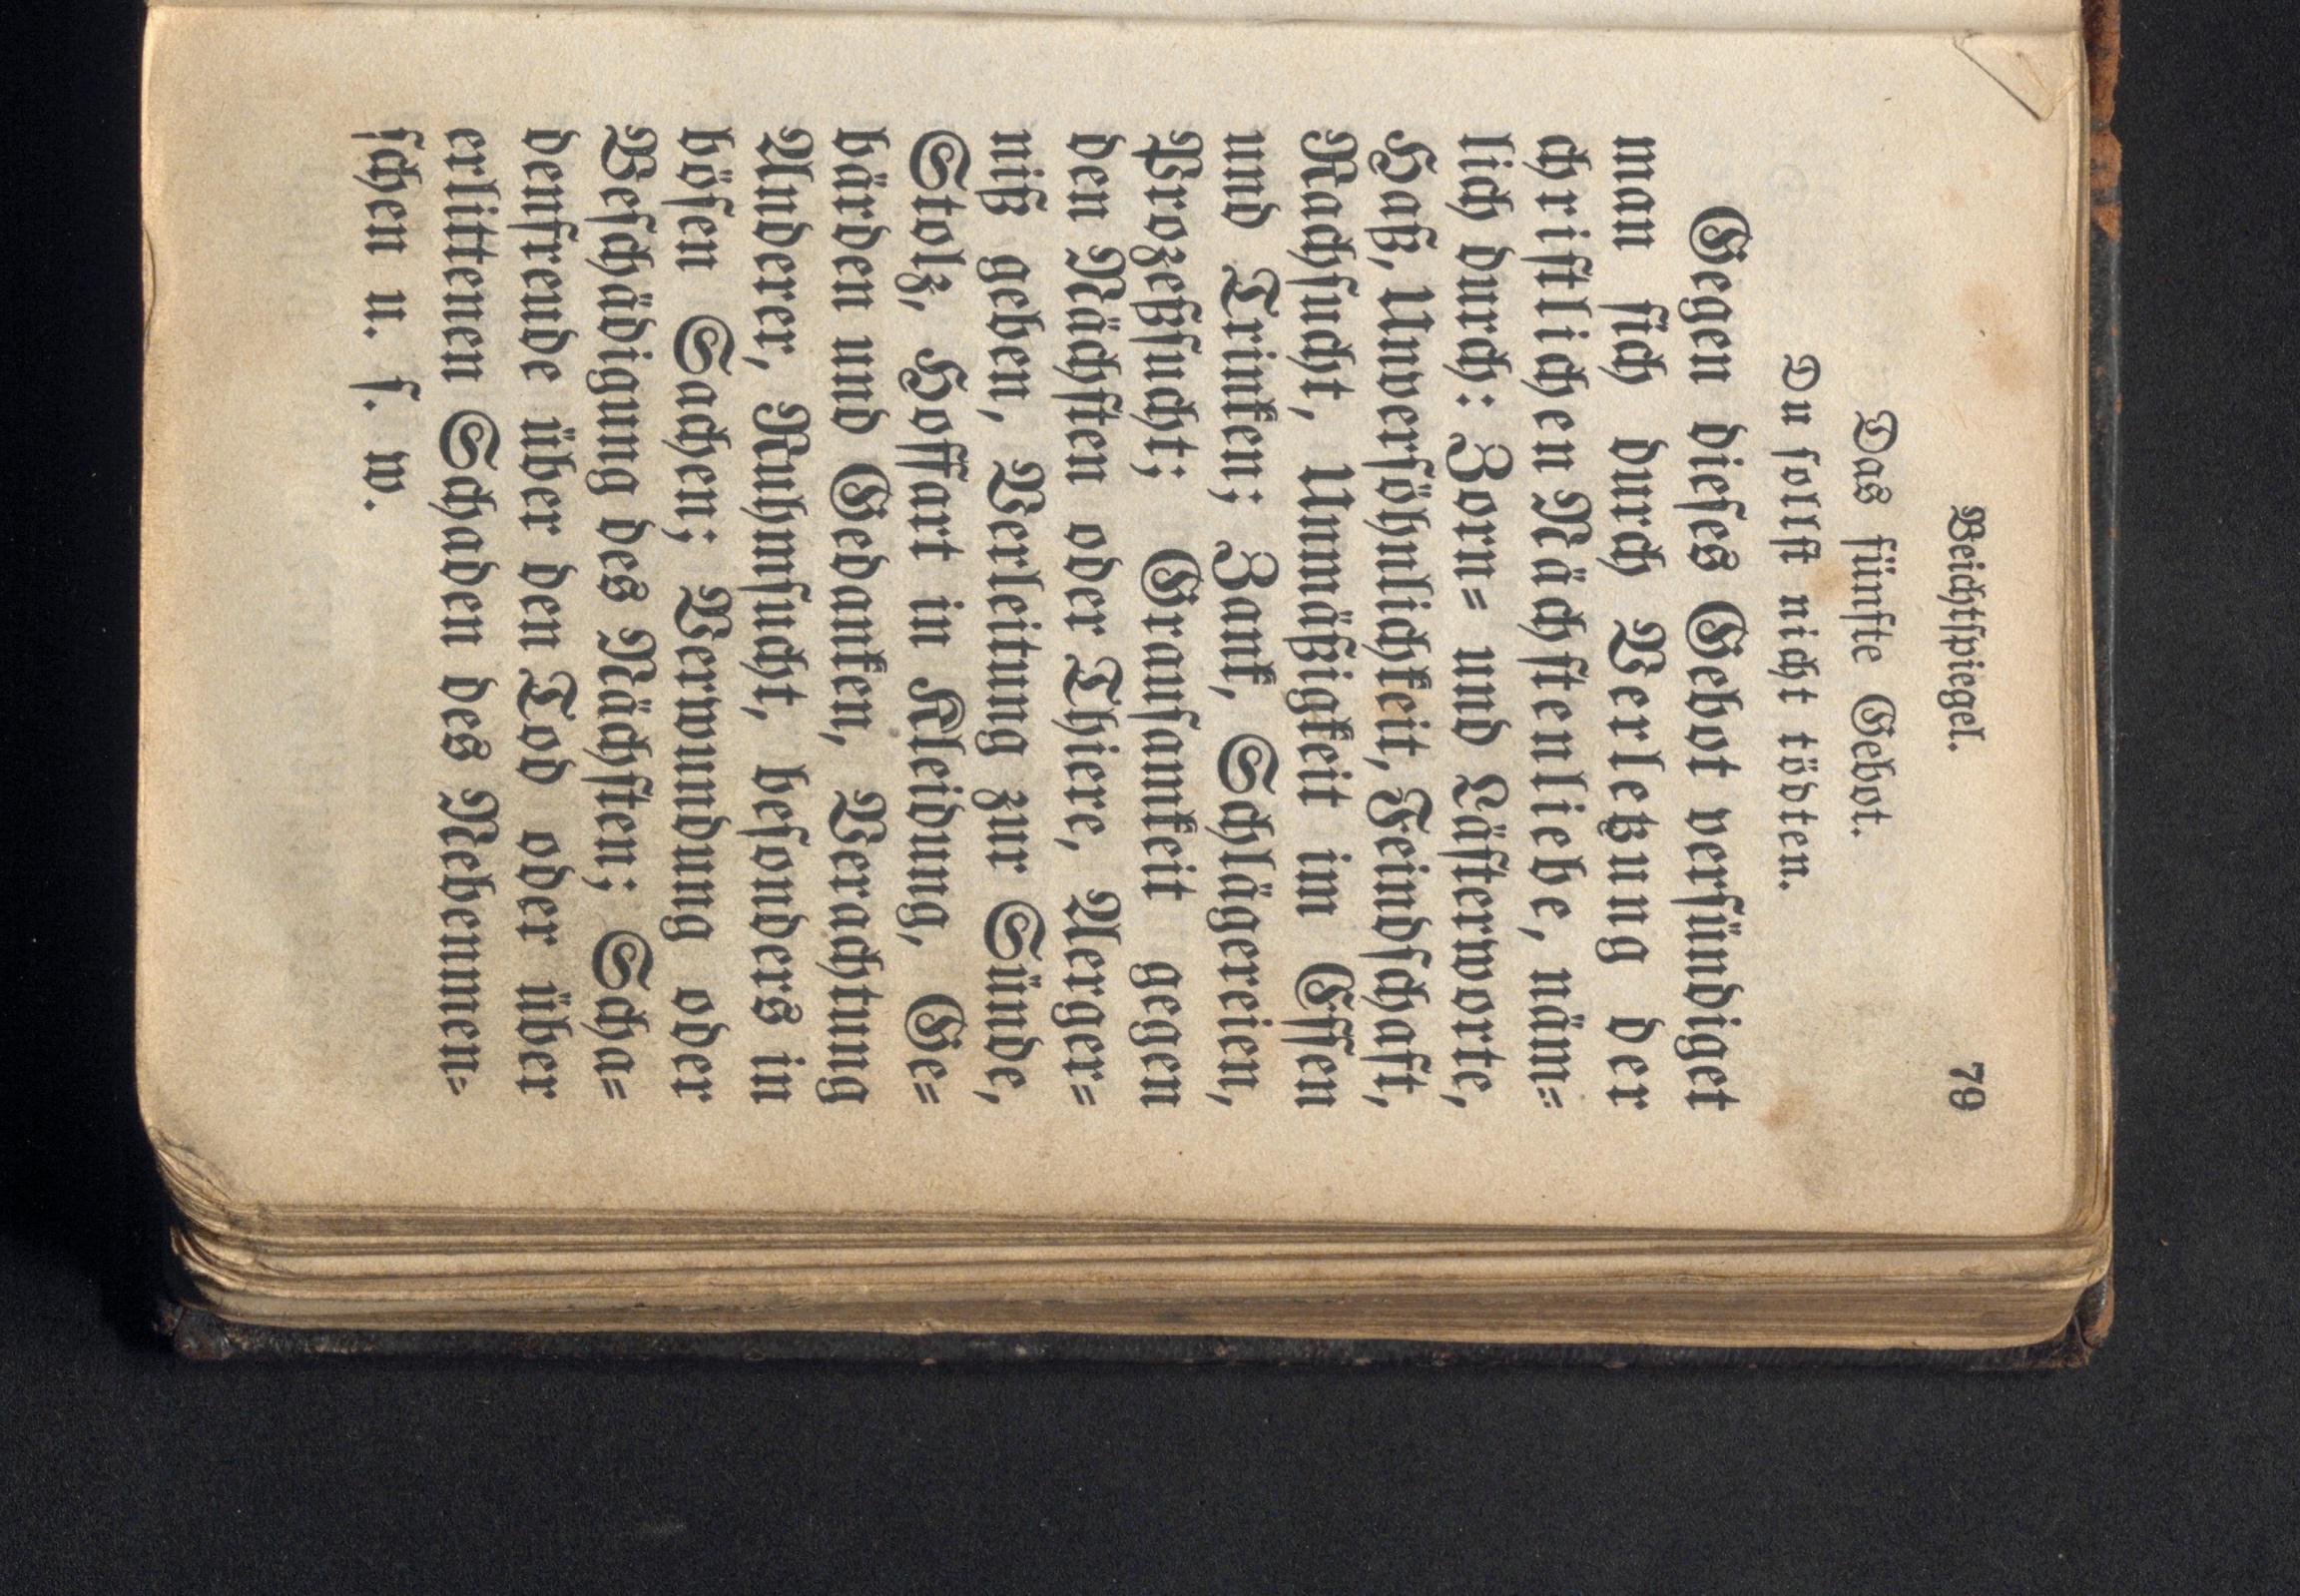 Beichtspiegel. 79
Das fünfte Gebot.
Du sollst nicht tödten.
Gegen dieses Gebot versündiget
man sich durch Verletzung der
christlichen Nächstenliebe, näm=
lich durch: Zorn= und Lästerworte,
Haß, Unversöhnlichkeit, Feindschaft,
Rachsucht, Unmäßigkeit im Essen
und Trinken; Zank, Schlägereien,
Prozeßsucht; Grausamkeit gegen
den Nächsten oder Thiere, Aerger=
niß geben, Verleitung zur Sünde,
Stolz, Hoffart in Kleidung, Ge=
bärden und Gedanken, Verachtung
Anderer, Ruhmsucht, besonders in
bösen Sachen; Verwundung oder
Beschädigung des Nächsten; Scha=
denfreude über den Tod oder über
erlittenen Schaden des Nebenmen=
schen u. s. w.